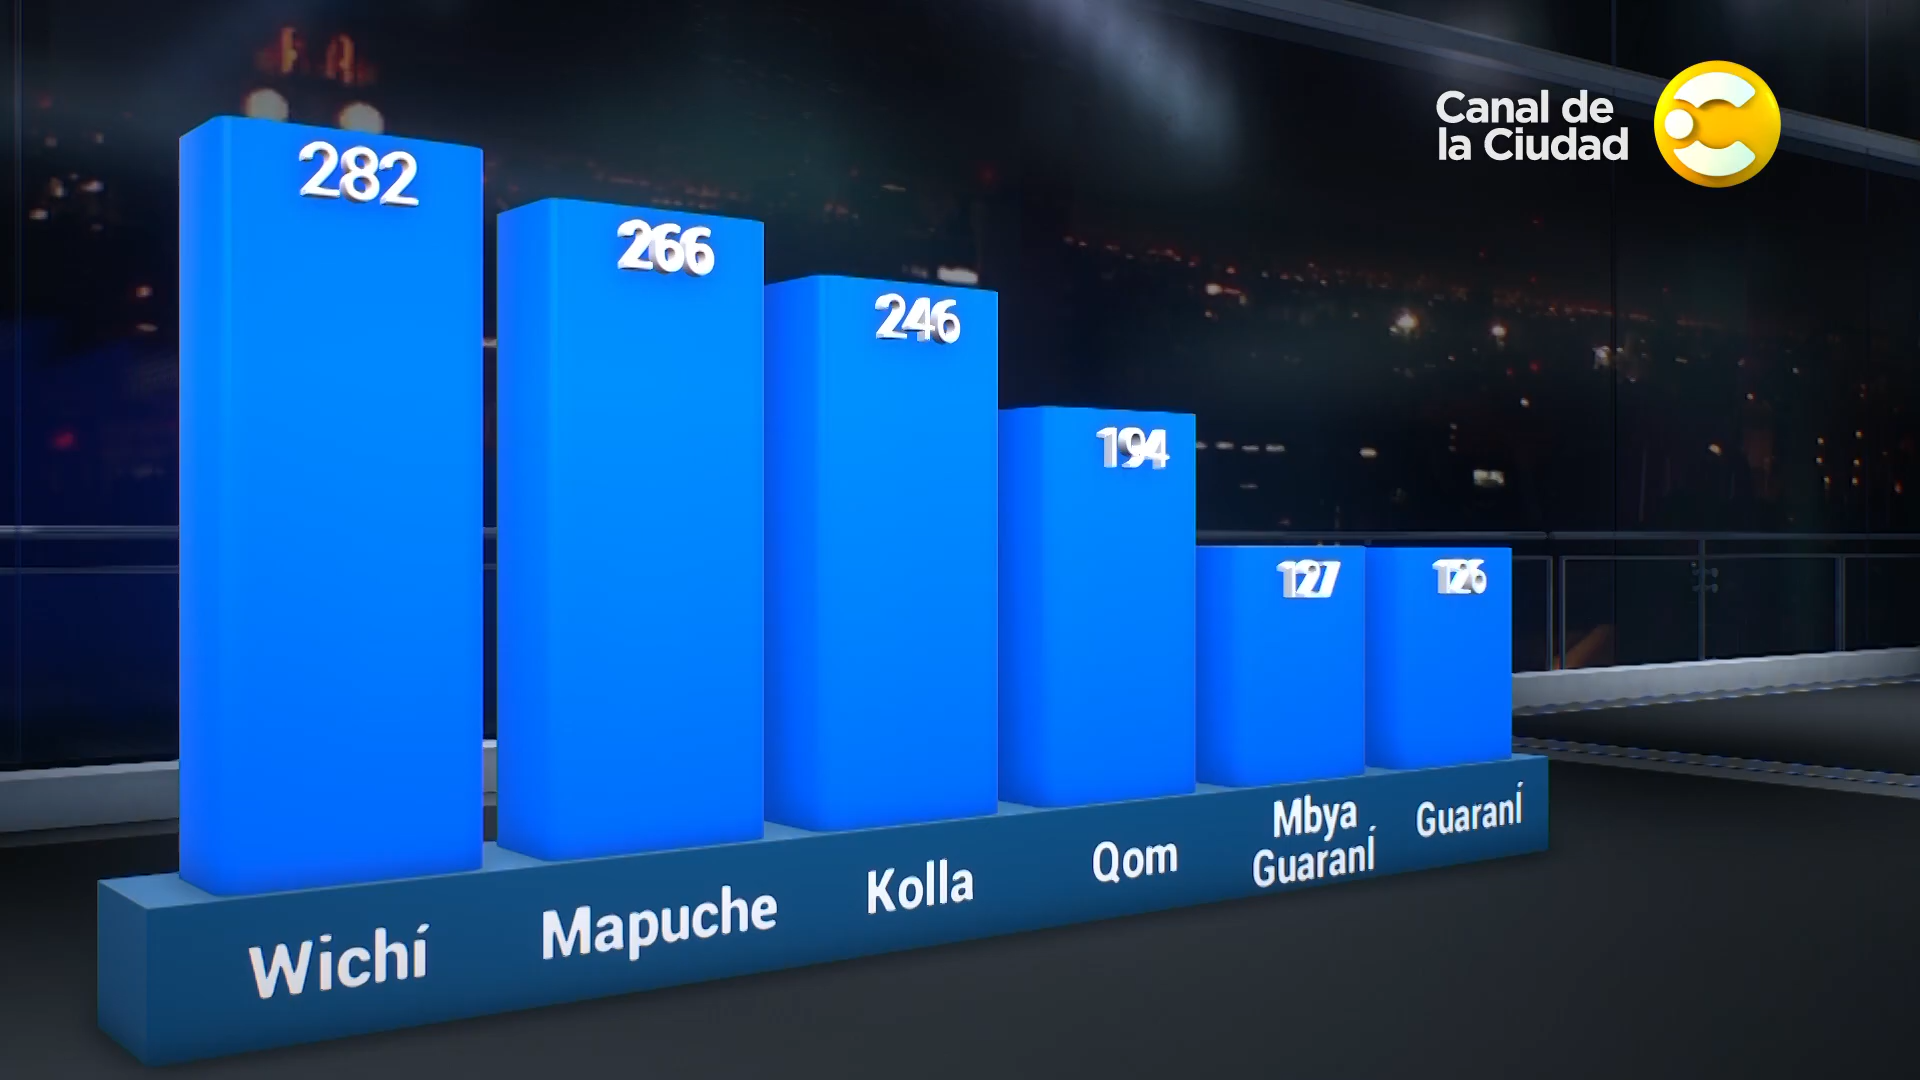 Canal de
la Ciudad
282
266
246
194
127
126
Wichí
Mapuche
Kolla
Qom
Mbya
Guaraní
Guaraní